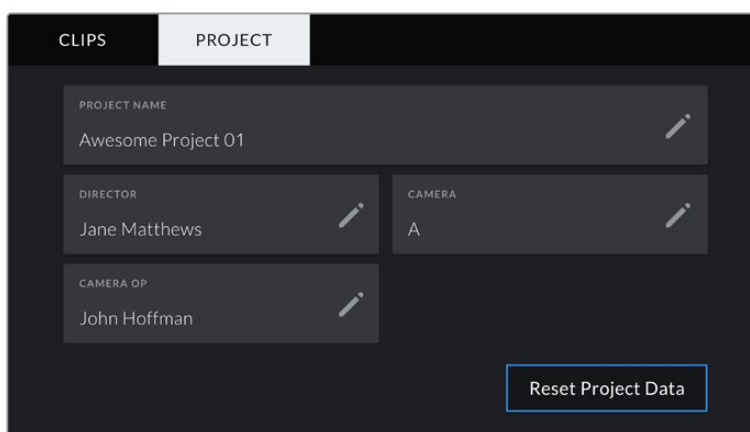 CLIPS PROJECT
PROJECT NAME
Awesome Project 01
DIRECTOR CAMERA
Jane Matthews A
CAMERA OP
John Hoffman
Reset Project Data